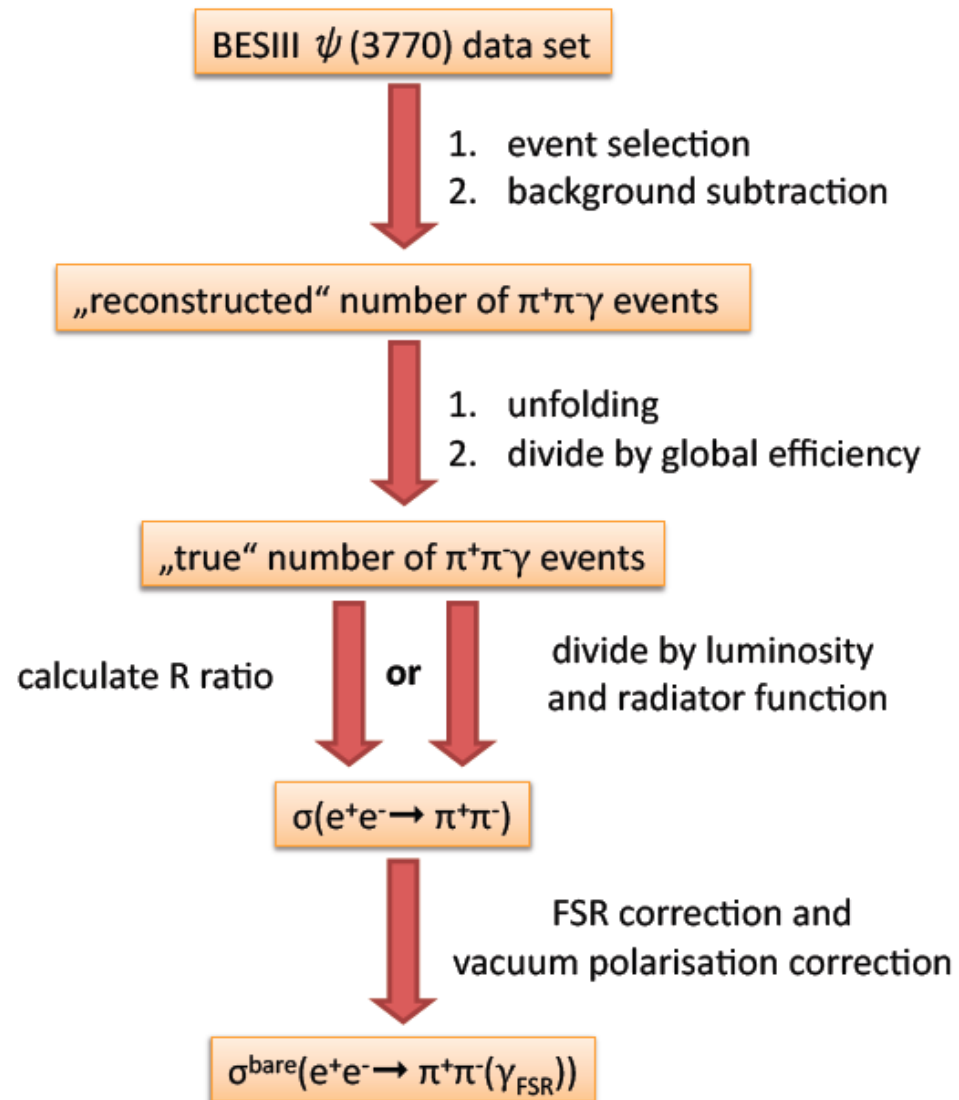 BESIII ψ (3770) data set
1. event selection
2. background subtraction
„reconstructed“ number of π⁺π⁻γ events
1. unfolding
2. divide by global efficiency
„true“ number of π⁺π⁻γ events
calculate R ratio
or
divide by luminosity
and radiator function
σ(e⁺e⁻→ π⁺π⁻)
FSR correction and
vacuum polarisation correction
σᵇᵃʳᵉ(e⁺e⁻→ π⁺π⁻(γFSR))